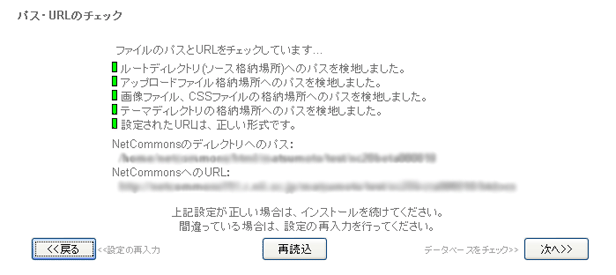 パス・URLのチェック
ファイルのパスとURLをチェックしています...
ルートディレクトリ(ソース格納場所)へのパスを検地しました。
アップロードファイル格納場所へのパスを検地しました。
画像ファイル、CSSファイルの格納場所へのパスを検地しました。
テーマディレクトリの格納場所へのパスを検地しました。
設定されたURLは、正しい形式です。
NetCommonsのディレクトリへのパス:
NetCommonsへのURL:
上記設定が正しい場合は、インストールを続けてください。
間違っている場合は、設定の再入力を行ってください。
<<戻る <<設定の再入力 再読込 データベースをチェック>> 次へ>>